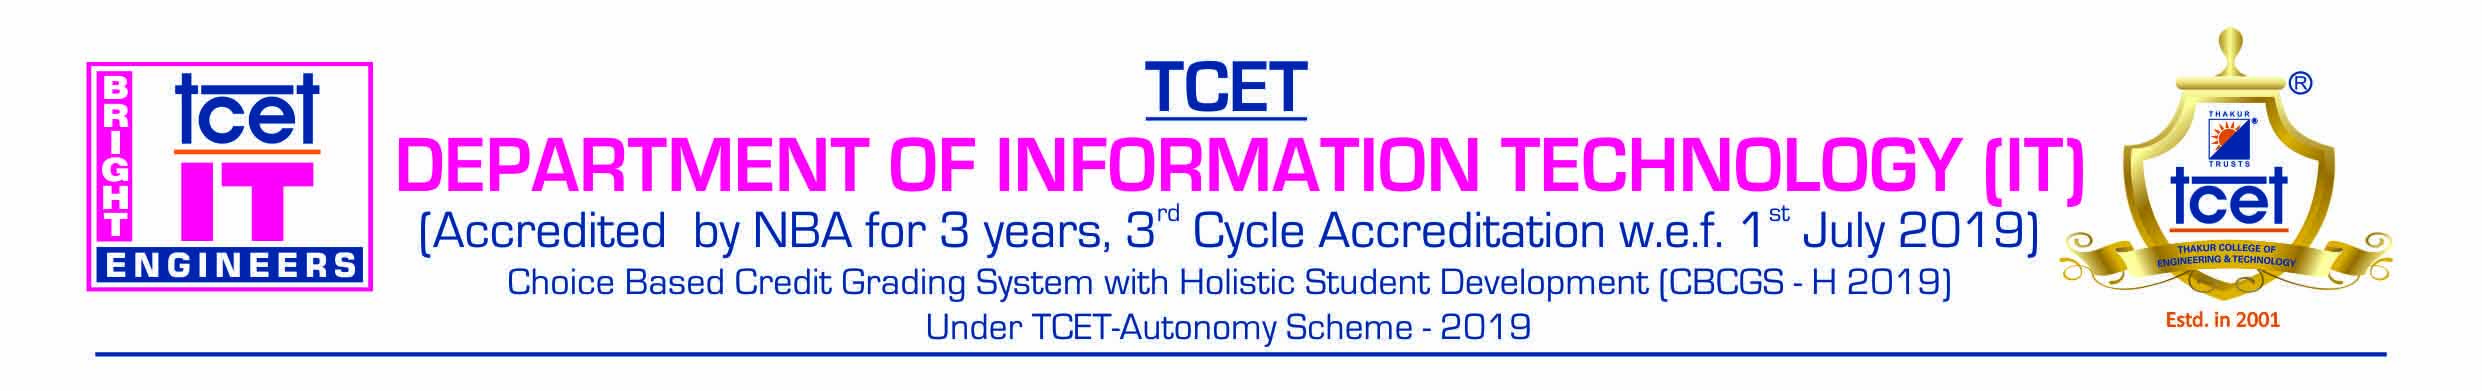 BRIGHT
tcet
IT
ENGINEERS
TCET
DEPARTMENT OF INFORMATION TECHNOLOGY (IT)
(Accredited by NBA for 3 years, 3rd Cycle Accreditation w.e.f. 1st July 2019)
Choice Based Credit Grading System with Holistic Student Development (CBCGS - H 2019)
Under TCET-Autonomy Scheme - 2019
®
THAKUR
®
TRUSTS
tcet
THAKUR COLLEGE OF
ENGINEERING & TECHNOLOGY
Estd. in 2001